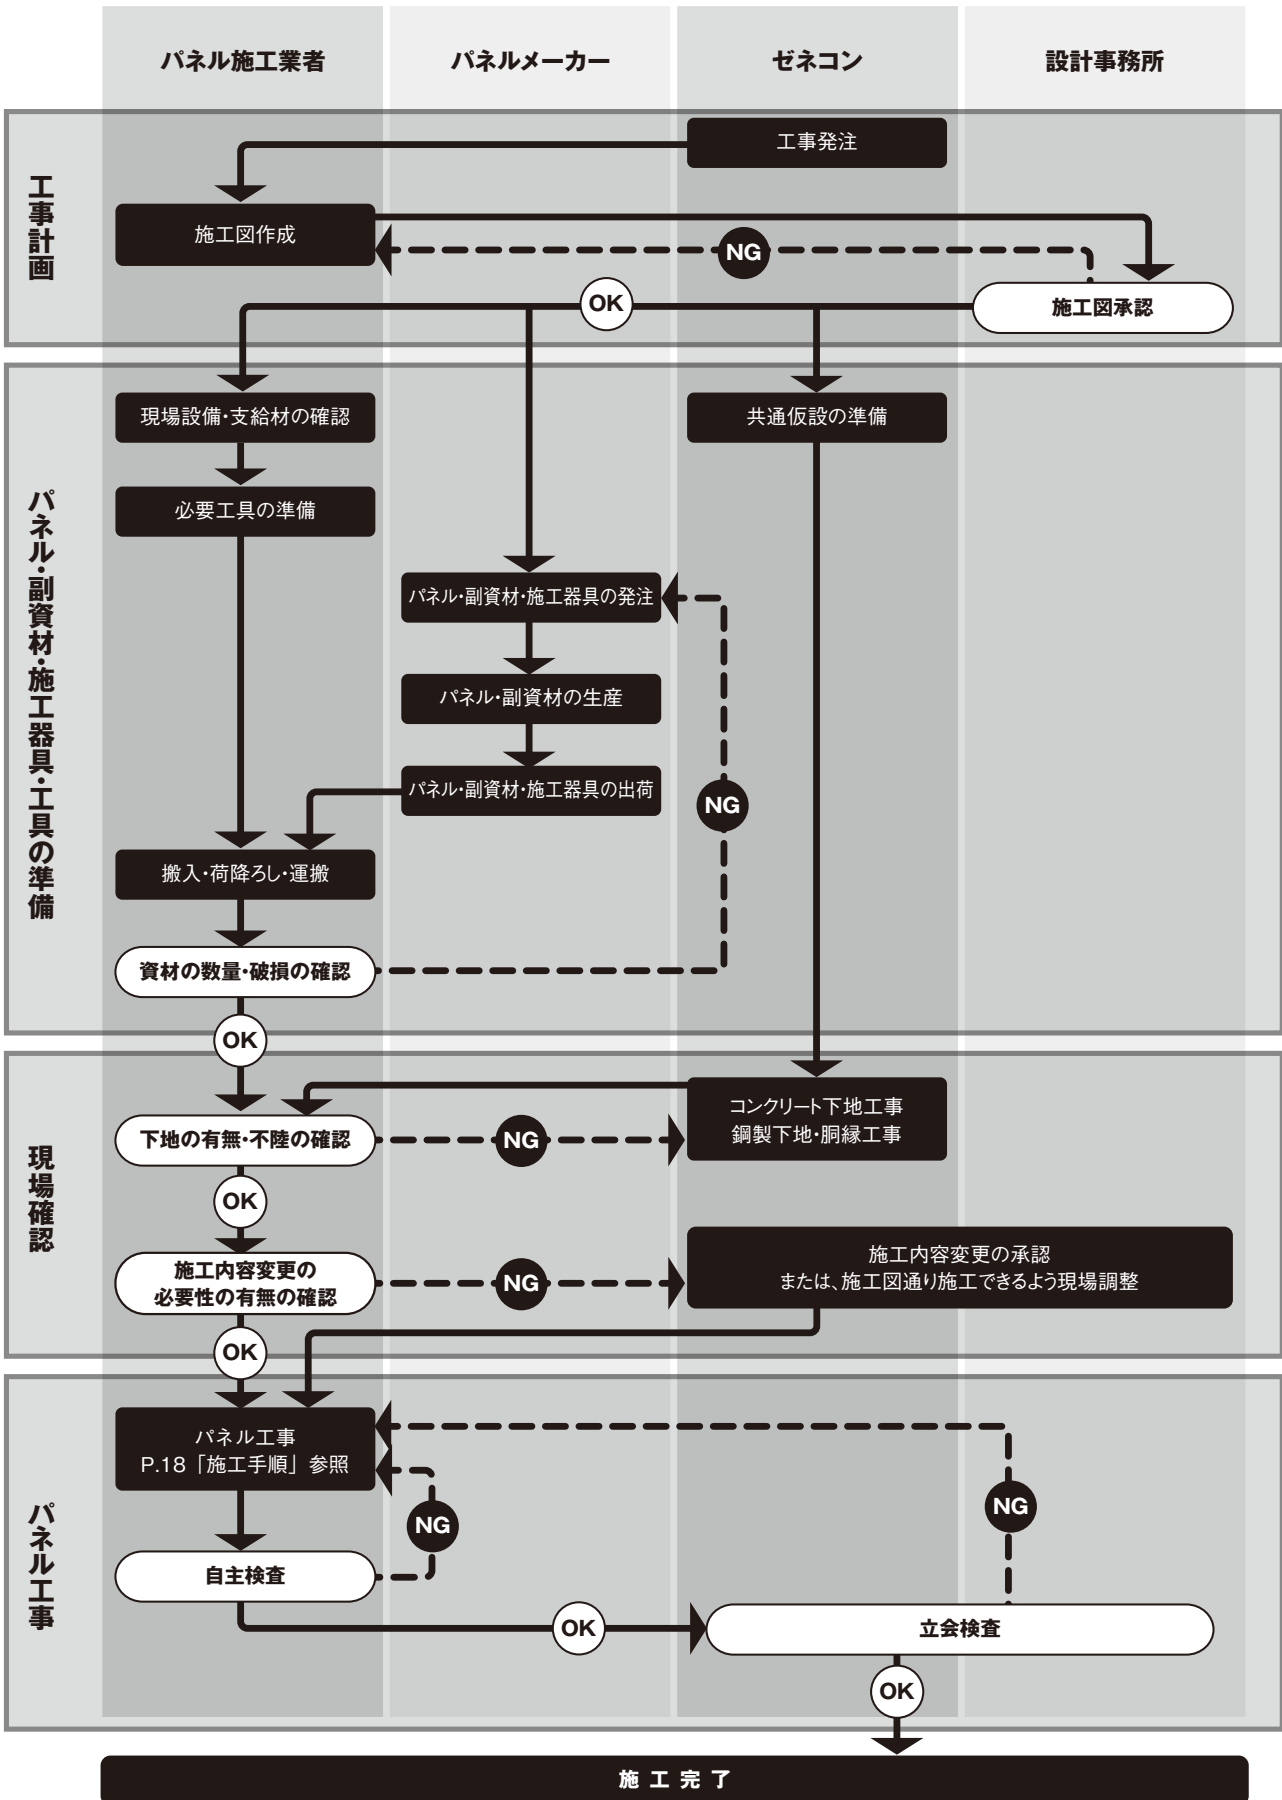 パネル施工業者
パネルメーカー
ゼネコン
設計事務所
工事計画
工事発注
施工図作成
NG
OK
施工図承認
パネル・副資材・施工器具・工具の準備
現場設備・支給材の確認
共通仮設の準備
必要工具の準備
パネル・副資材・施工器具の発注
パネル・副資材の生産
パネル・副資材・施工器具の出荷
NG
搬入・荷降ろし・運搬
資材の数量・破損の確認
OK
現場確認
コンクリート下地工事
鋼製下地・胴縁工事
下地の有無・不陸の確認
NG
OK
施工内容変更の
必要性の有無の確認
NG
施工内容変更の承認
または、施工図通り施工できるよう現場調整
OK
パネル工事
パネル工事
P.18「施工手順」参照
NG
NG
自主検査
OK
立会検査
OK
施工完了